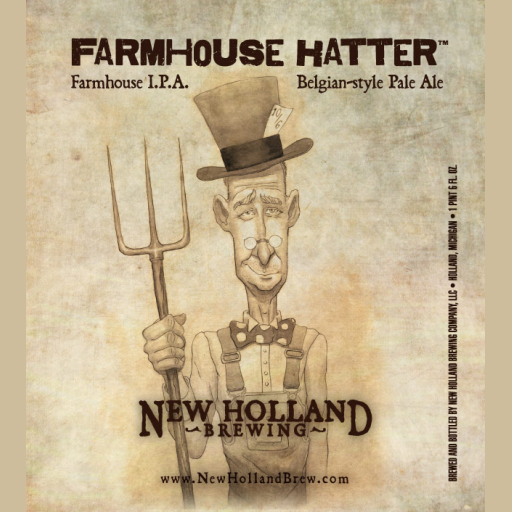 FARMHOUSE HATTER™
Farmhouse I.P.A.
Belgian-style Pale Ale
NEW HOLLAND
~BREWING~
www.NewHollandBrew.com
BREWED AND BOTTLED BY NEW HOLLAND BREWING COMPANY, LLC • HOLLAND, MICHIGAN • 1 PINT 6 FL. OZ.